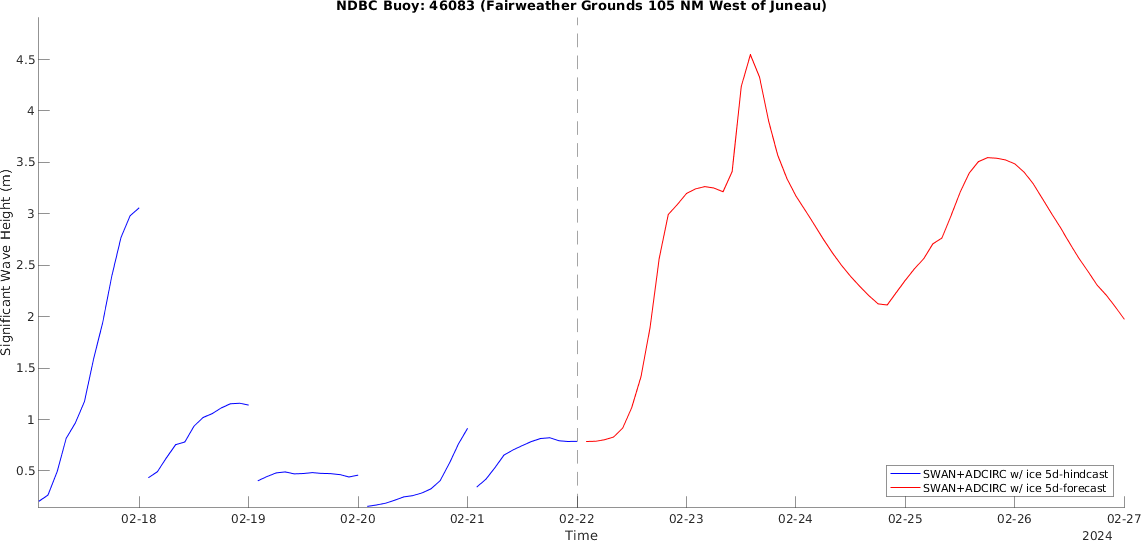 NDBC Buoy: 46083 (Fairweather Grounds 105 NM West of Juneau)
Significant Wave Height (m)
4.5
4
3.5
3
2.5
2
1.5
1
0.5
SWAN+ADCIRC w/ ice 5d-hindcast
SWAN+ADCIRC w/ ice 5d-forecast
02-18 02-19 02-20 02-21 02-22 02-23 02-24 02-25 02-26 02-27
Time
2024